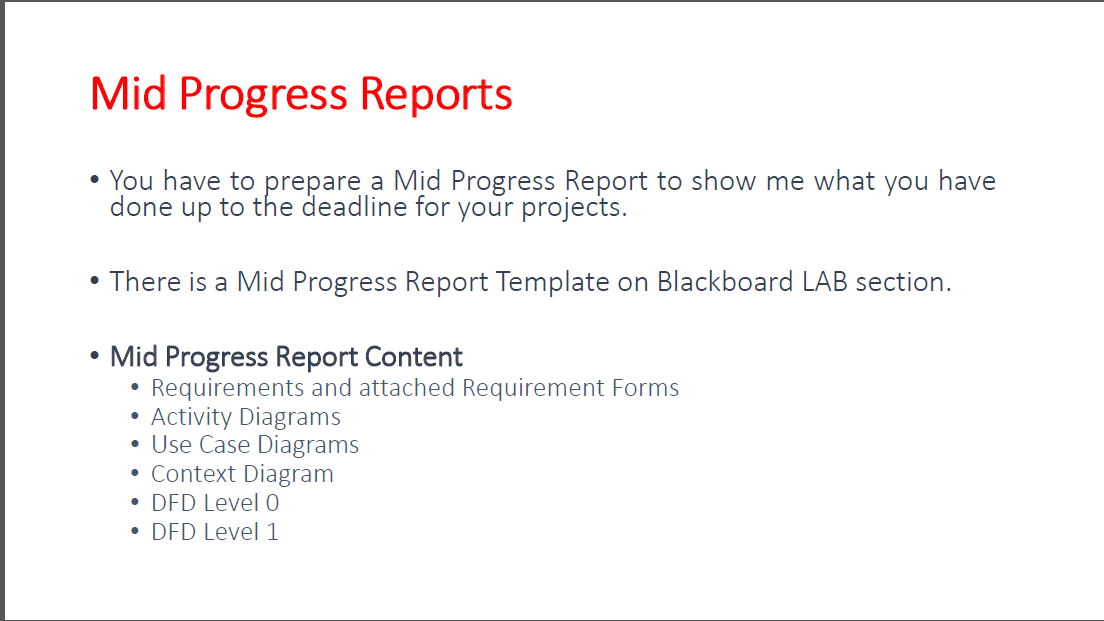 Mid Progress Reports
• You have to prepare a Mid Progress Report to show me what you have
done up to the deadline for your projects.
• There is a Mid Progress Report Template on Blackboard LAB section.
• Mid Progress Report Content
• Requirements and attached Requirement Forms
• Activity Diagrams
• Use Case Diagrams
• Context Diagram
• DFD Level 0
• DFD Level 1